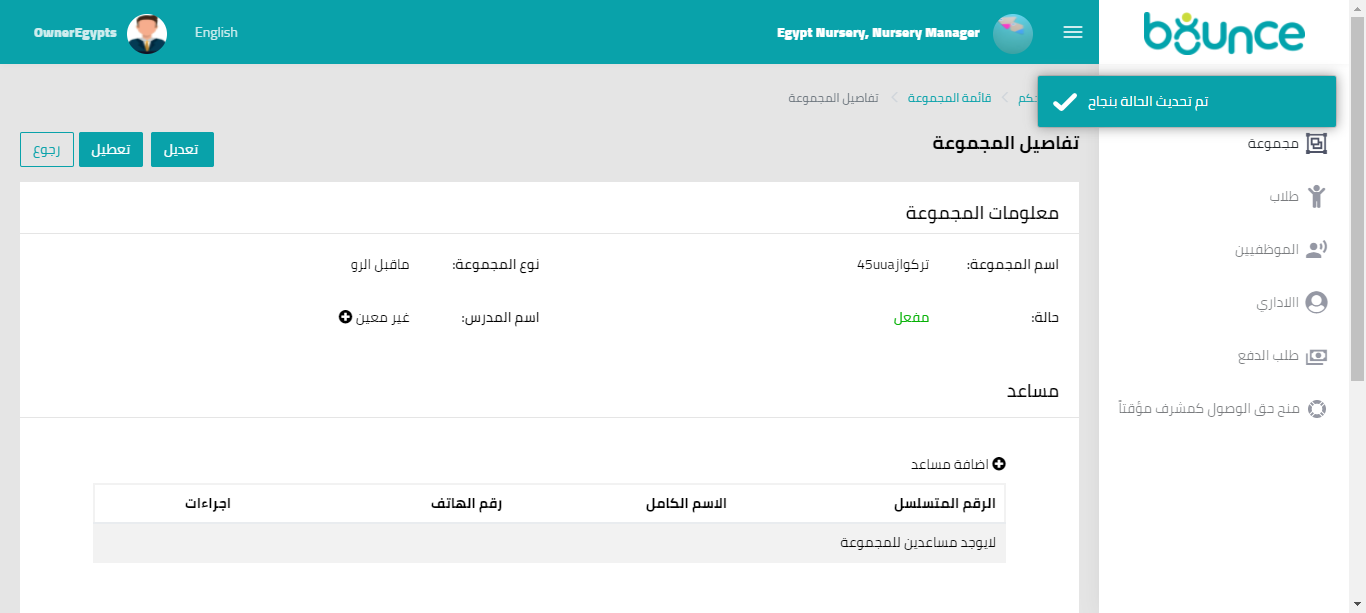 bounce
Egypt Nursery, Nursery Manager
English
OwnerEgypts
تم تحديث الحالة بنجاح
قائمة المجموعة
تفاصيل المجموعة
تفاصيل المجموعة
تعديل
تعطيل
رجوع
مجموعة
طلاب
الموظفيين
االاداري
طلب الدفع
منح حق الوصول كمشرف مؤقتاً
معلومات المجموعة
اسم المجموعة: تركواز45uua نوع المجموعة: ماقبل الرو
حالة: مفعل اسم المدرس: غير معين
مساعد
اضافة مساعد
الرقم المتسلسل الاسم الكامل رقم الهاتف اجراءات
لايوجد مساعدين للمجموعة